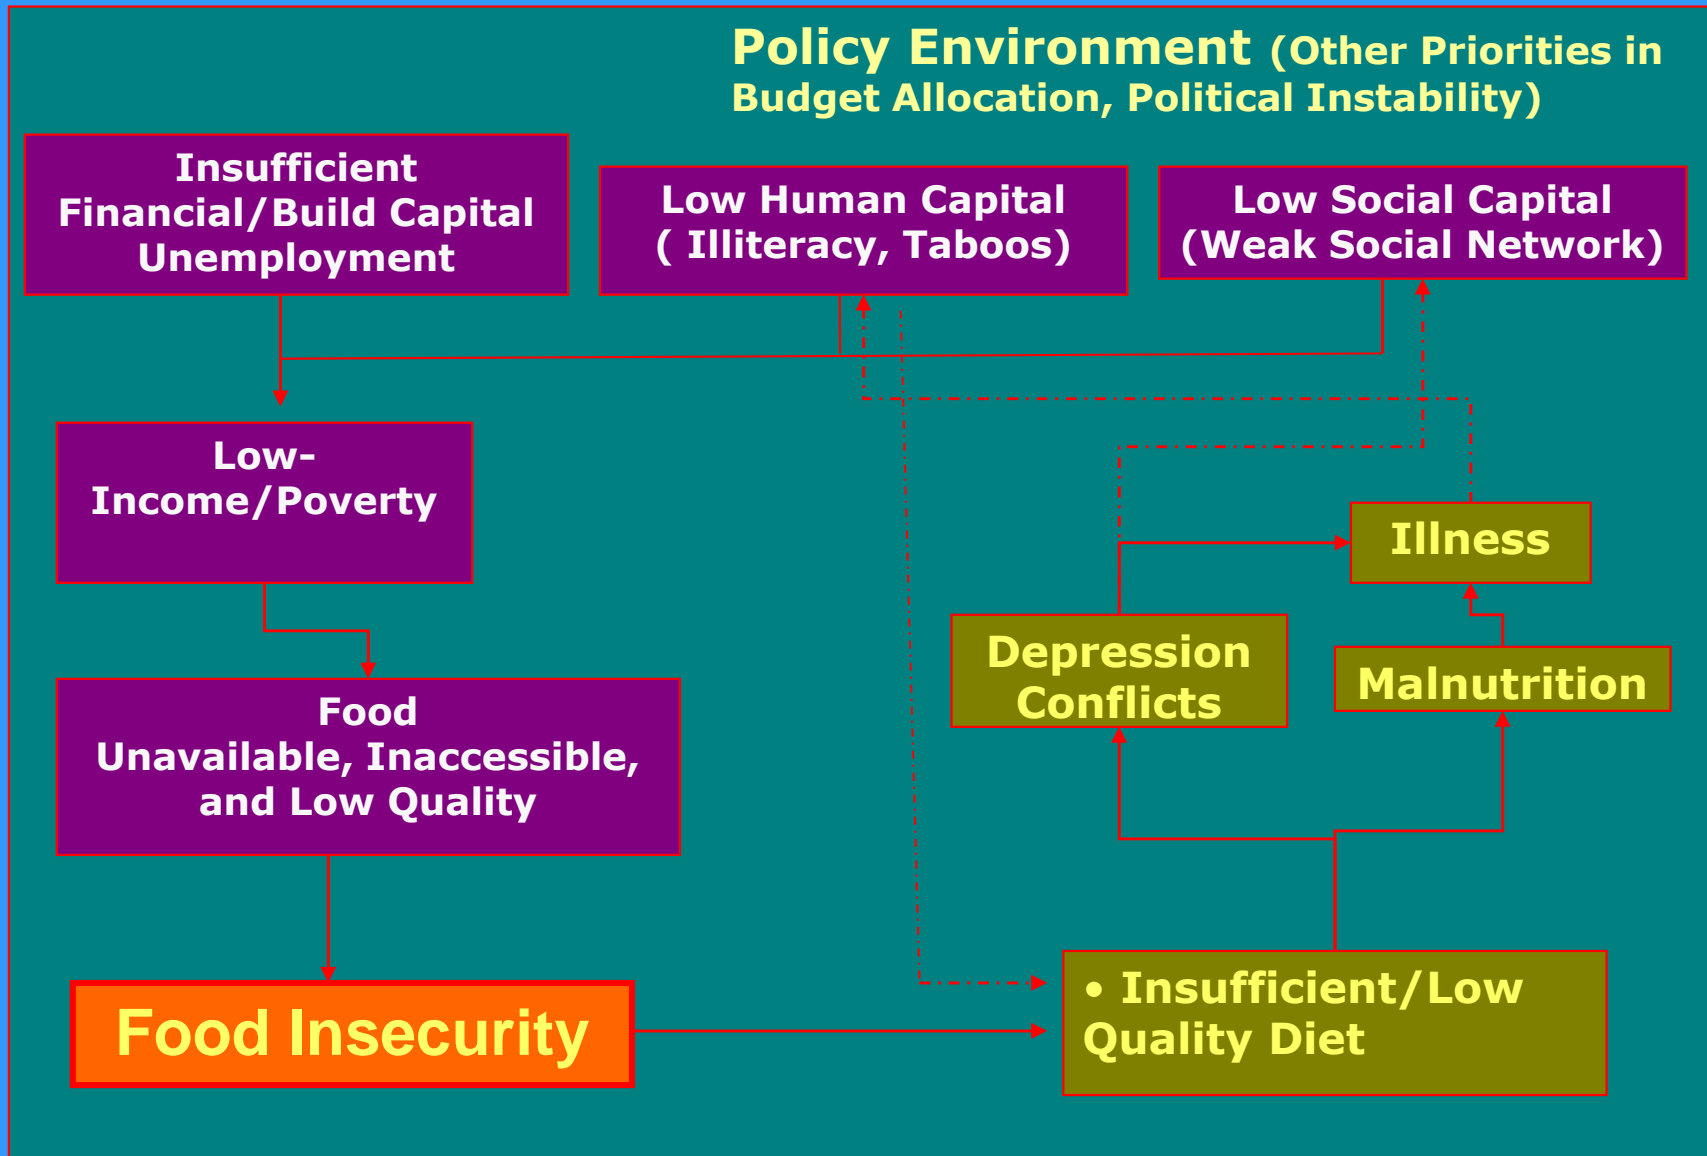 Policy Environment (Other Priorities in
Budget Allocation, Political Instability)
Insufficient
Financial/Build Capital
Unemployment
Low Human Capital
( Illiteracy, Taboos)
Low Social Capital
(Weak Social Network)
Low-
Income/Poverty
Illness
Depression
Conflicts
Malnutrition
Food
Unavailable, Inaccessible,
and Low Quality
Food Insecurity
• Insufficient/Low
Quality Diet